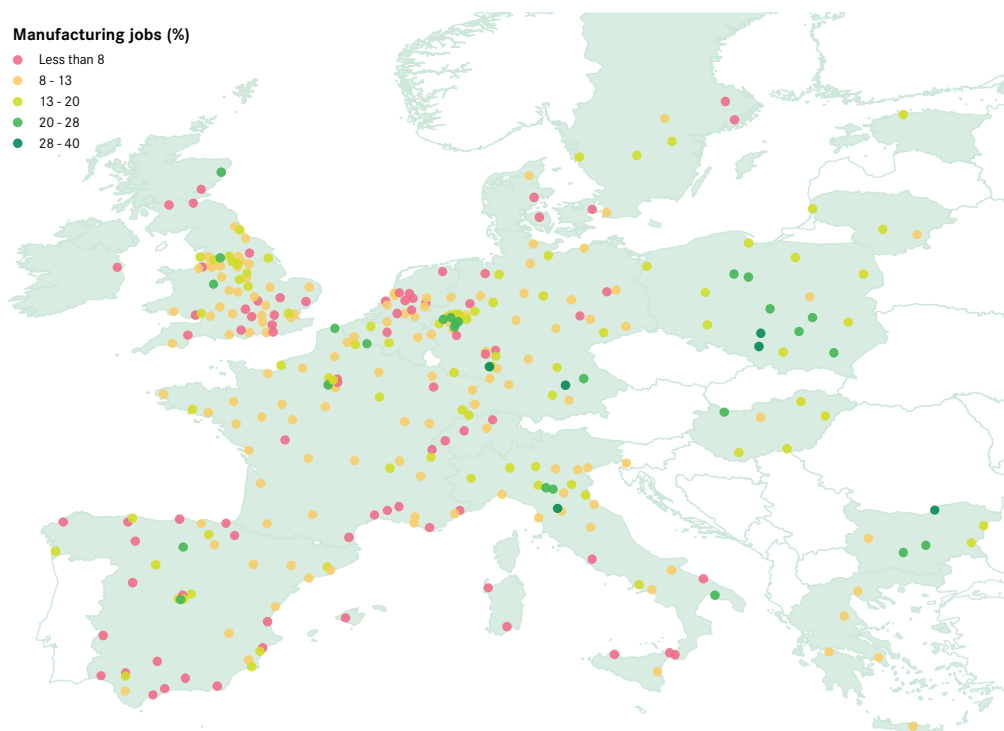 Manufacturing jobs (%)
Less than 8
8 - 13
13 - 20
20 - 28
28 - 40